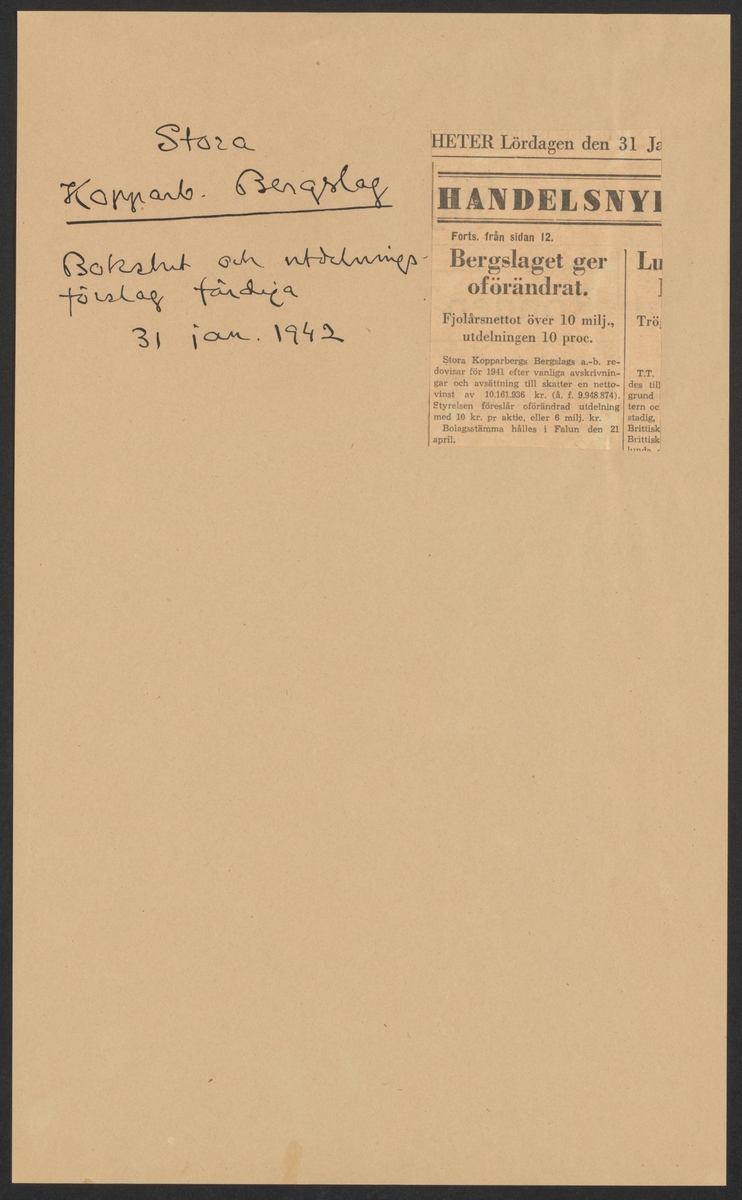 Stora
Kopparb. Bergslag
Bokslut och utdelnings-
förslag färdiga
31 jan. 1942
HETER Lördagen den 31 Ja
HANDELSNYH
Forts. från sidan 12.
Bergslaget ger
oförändrat.
Fjolårsnettot över 10 milj.,
utdelningen 10 proc.
Stora Kopparbergs Bergslags a.-b. re-
dovisar för 1941 efter vanliga avskrivnin-
gar och avsättning till skatter en netto-
vinst av 10.161.936 kr. (å. f. 9.948 874).
Styrelsen föreslår oförändrad utdelning
med 10 kr. pr aktie, eller 6 milj. kr.
Bolagsstämma hålles i Falun den 21
april.
Lu
Trö
T.T.
des till
grund
tern oc
stadig,
Brittisk
Brittisk